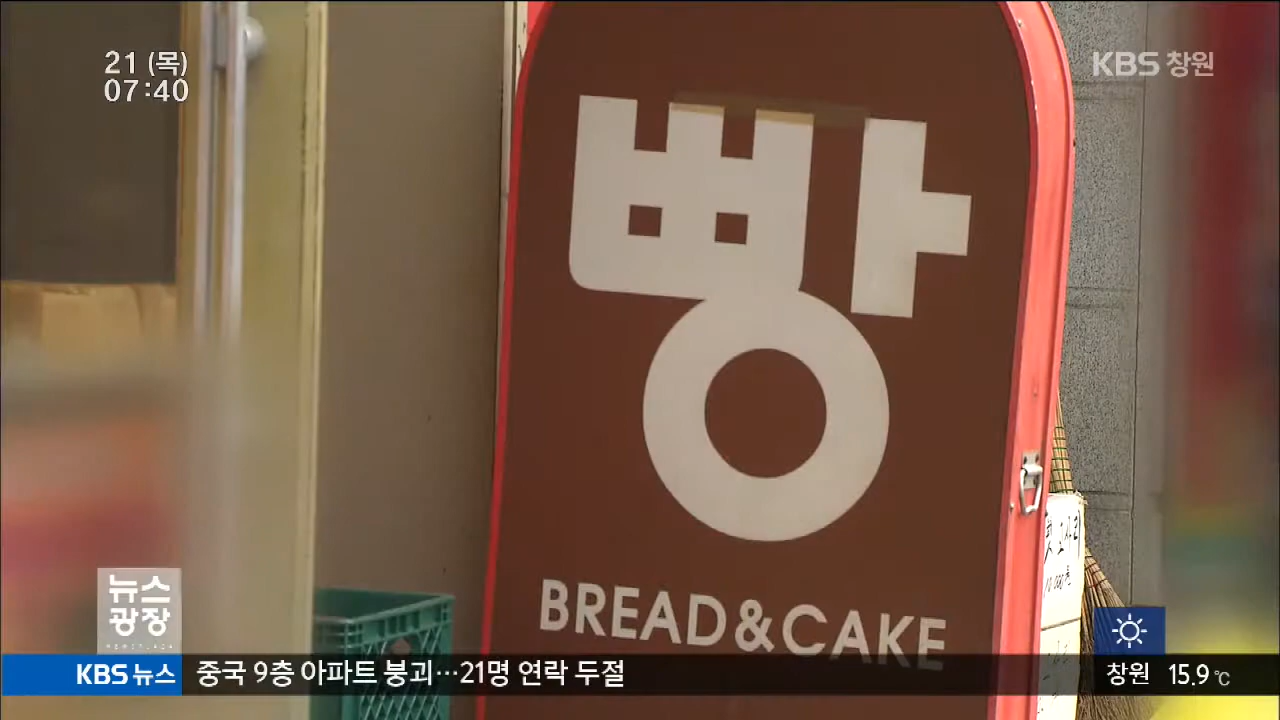 21 (목)
07:40
KBS 창원
빵
BREAD&CAKE
뉴스
광장
KBS 뉴스
중국 9층 아파트 붕괴…21명 연락 두절
창원 15.9℃